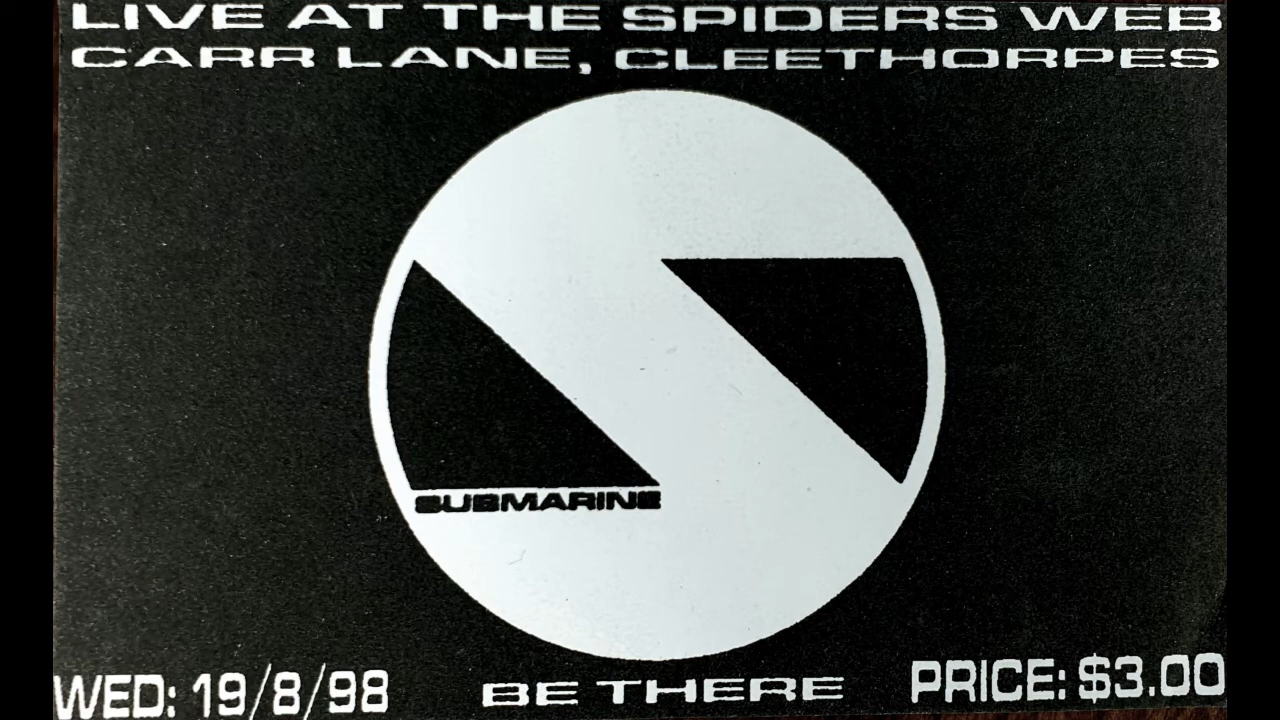 LIVE AT THE SPIDERS WEB
CARR LANE, CLEETHORPES
SUBMARINE
WED: 19/8/98 BE THERE PRICE: $3.00